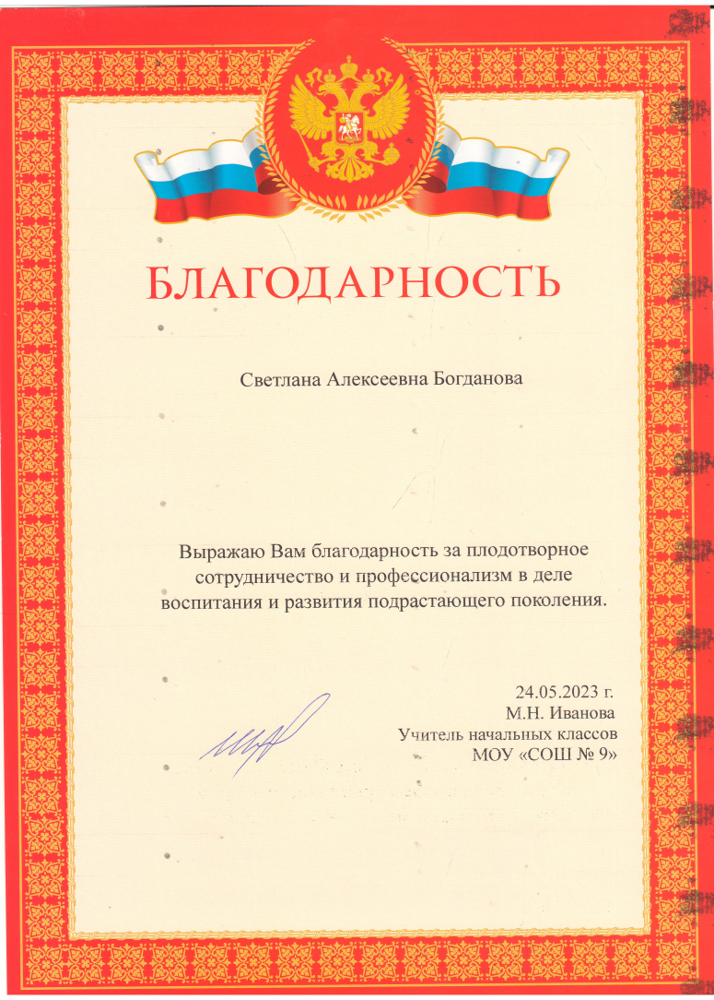 БЛАГОДАРНОСТЬ
Светлана Алексеевна Богданова
Выражаю Вам благодарность за плодотворное
сотрудничество и профессионализм в деле
воспитания и развития подрастающего поколения.
24.05.2023 г.
М.Н. Иванова
Учитель начальных классов
МОУ «СОШ № 9»